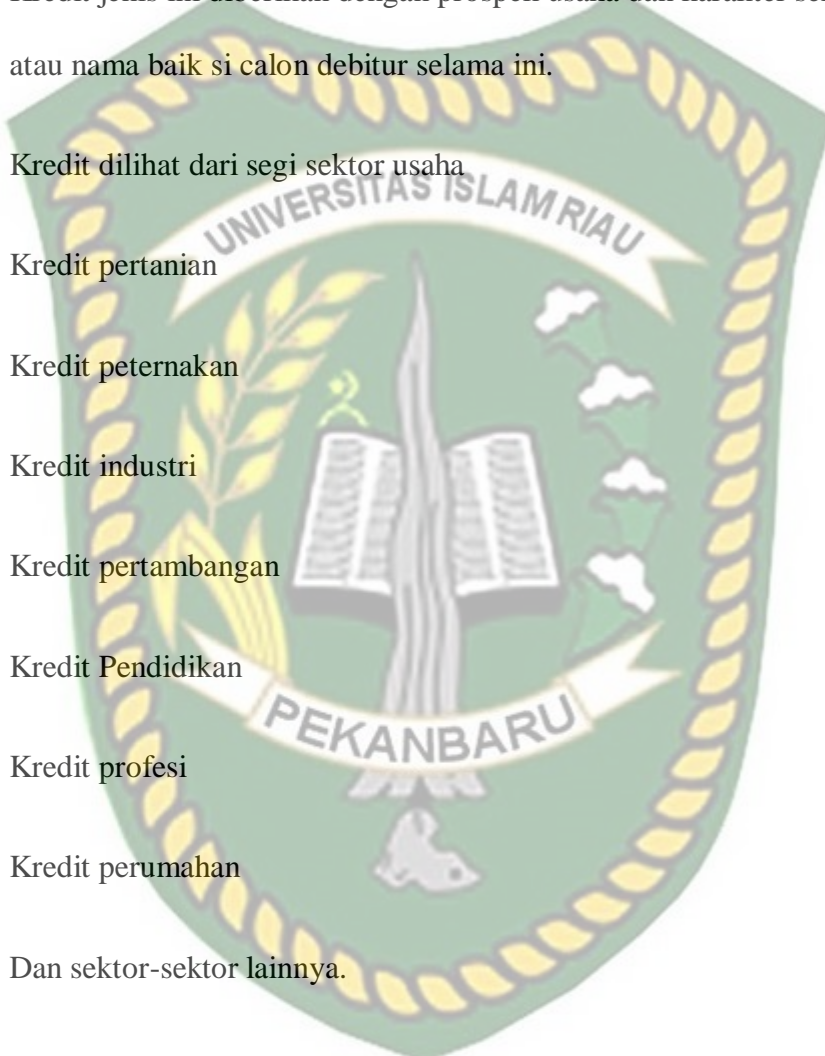 atau nama baik si calon debitur selama ini.
Kredit dilihat dari segi sektor usaha
UNIVERSITAS ISLAM RIAU
Kredit pertanian
Kredit peternakan
Kredit industri
Kredit pertambangan
Kredit Pendidikan
PEKANBARU
Kredit profesi
Kredit perumahan
Dan sektor-sektor lainnya.